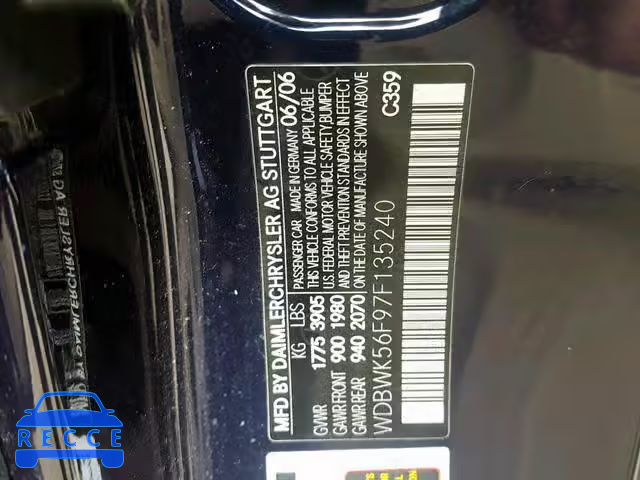 MFD BY DAIMLERCHRYSLER AG STUTTGART
PASSENGER CAR MADE IN GERMANY 06/06
KG LBS
THIS VEHICLE CONFORMS TO ALL APPLICABLE
GVWR 1775 3905
U.S. FEDERAL MOTOR VEHICLE SAFETY, BUMPER
GAWR FRONT 900 1980
AND THEFT PREVENTION STANDARDS IN EFFECT
GAWR REAR 940 2070
ON THE DATE OF MANUFACTURE SHOWN ABOVE
C359
WDBWK56F97F135240
DAIMLERCHRYSLER AG
RECCE